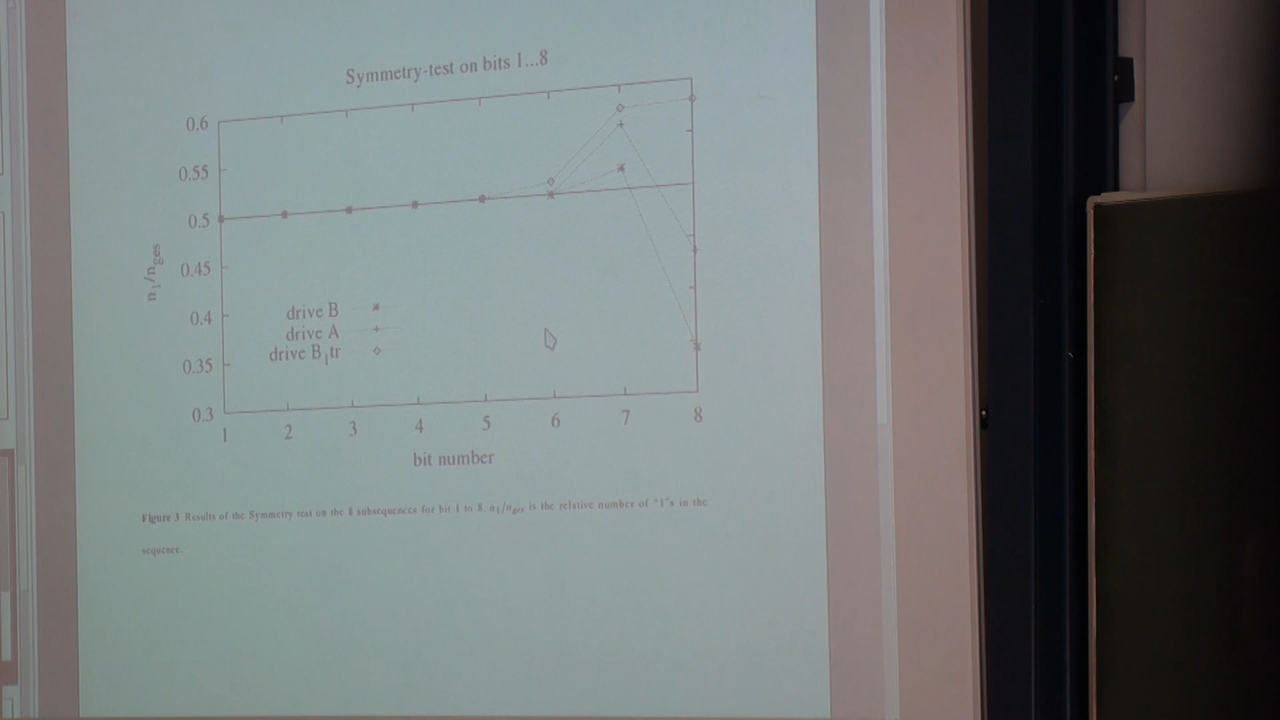 Symmetry-test on bits 1...8
0.6
0.55
0.5
0.45
0.4
0.35
0.3
n1/nges
drive B
drive A
drive B1tr
1 2 3 4 5 6 7 8
bit number
Figure 3 Results of the Symmetry test on the 8 subsequences for bit 1 to 8. n1/nges is the relative number of "1"s in the
sequence.